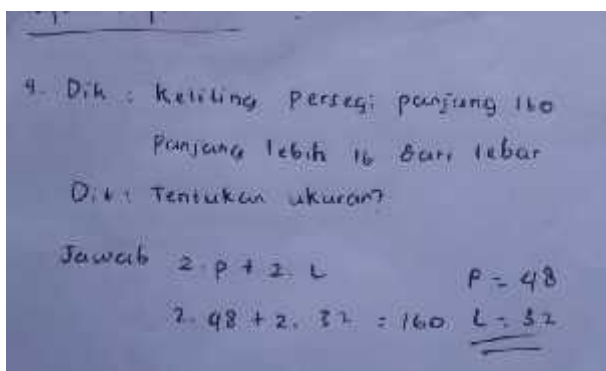 9. Dik : Keliling persegi panjang 160
Panjang lebih 16 dari lebar
Dit : Tentukan ukuran?
Jawab 2. P + 2. L
P = 48
2. 48 + 2. 32 = 160
L = 32